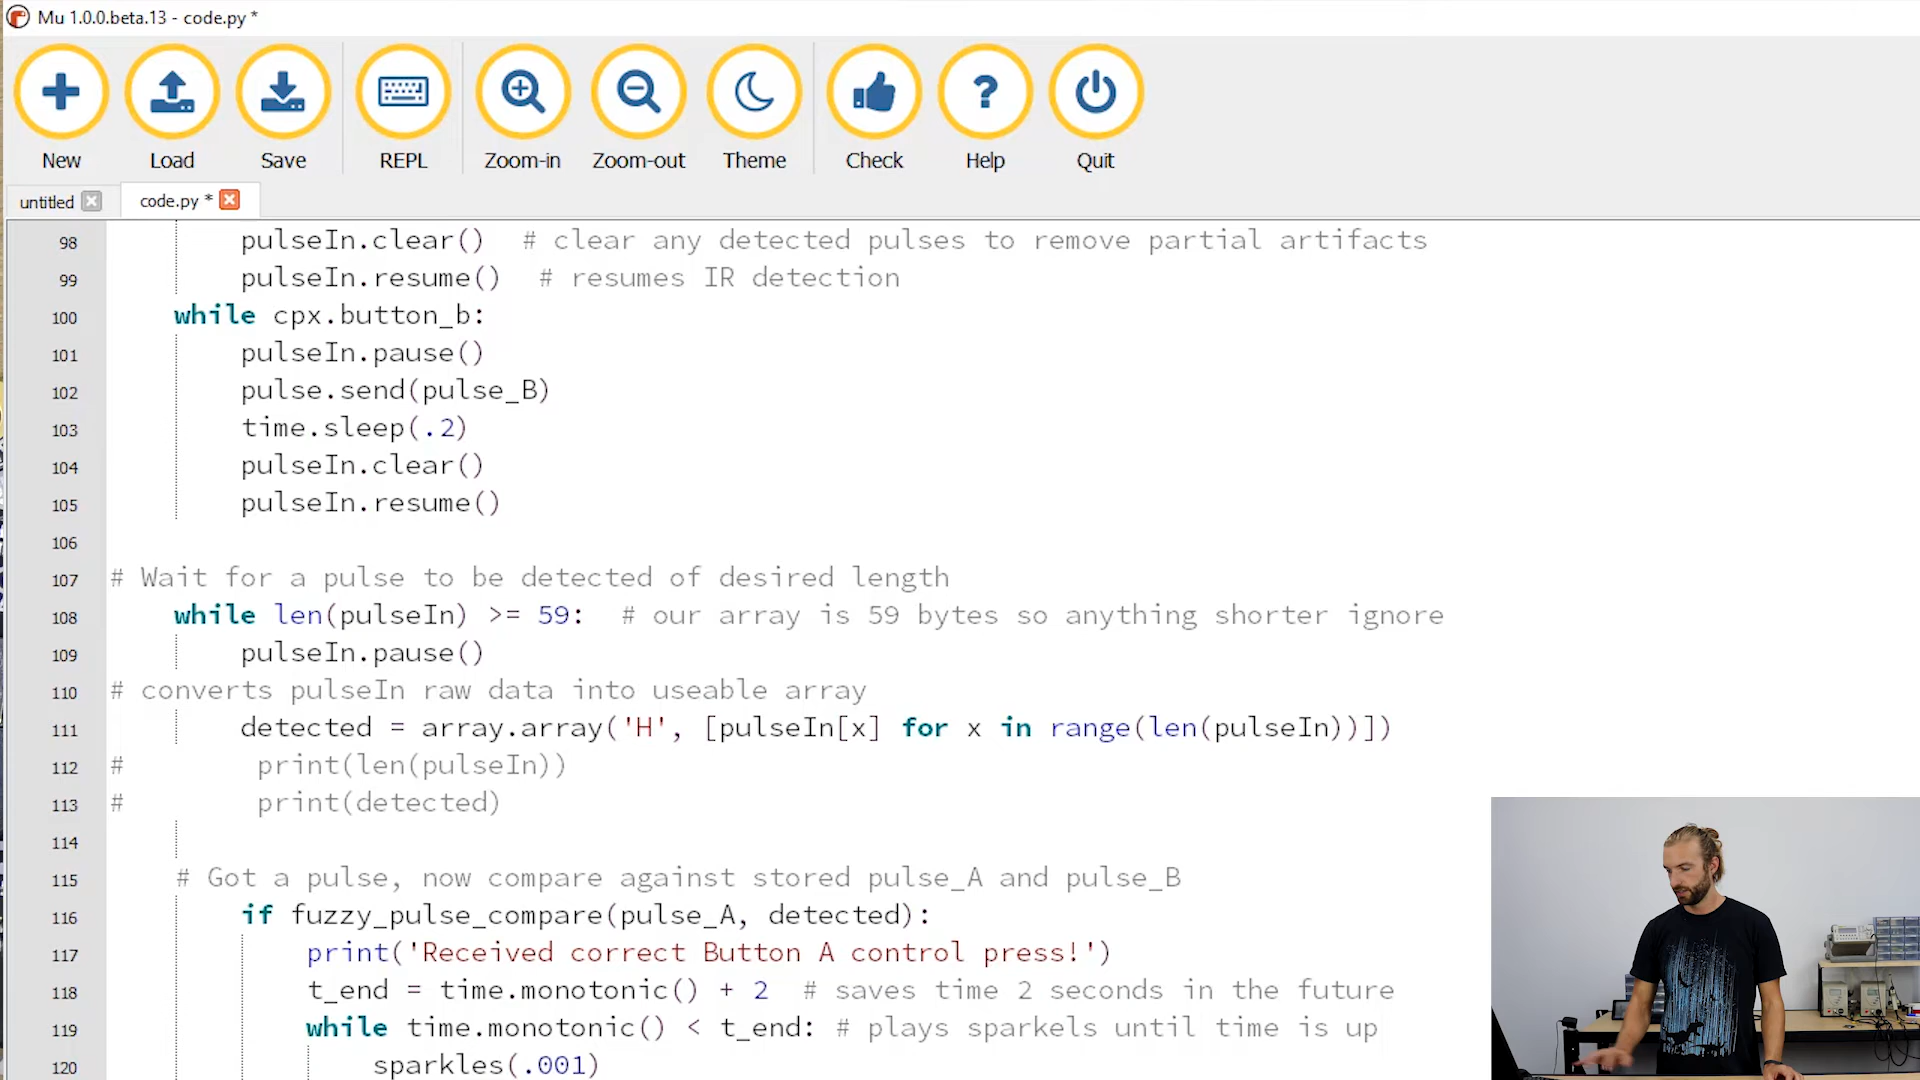 Mu 1.0.0.beta.13 - code.py *
New Load Save REPL Zoom-in Zoom-out Theme Check Help Quit
untitled code.py *
98 pulseIn.clear()  # clear any detected pulses to remove partial artifacts
99 pulseIn.resume()  # resumes IR detection
100 while cpx.button_b:
101 pulseIn.pause()
102 pulse.send(pulse_B)
103 time.sleep(.2)
104 pulseIn.clear()
105 pulseIn.resume()
106
107 # Wait for a pulse to be detected of desired length
108 while len(pulseIn) >= 59:  # our array is 59 bytes so anything shorter ignore
109 pulseIn.pause()
110 # converts pulseIn raw data into useable array
111 detected = array.array('H', [pulseIn[x] for x in range(len(pulseIn))])
112 # print(len(pulseIn))
113 # print(detected)
114
115 # Got a pulse, now compare against stored pulse_A and pulse_B
116 if fuzzy_pulse_compare(pulse_A, detected):
117 print('Received correct Button A control press!')
118 t_end = time.monotonic() + 2  # saves time 2 seconds in the future
119 while time.monotonic() < t_end: # plays sparkels until time is up
120 sparkles(.001)